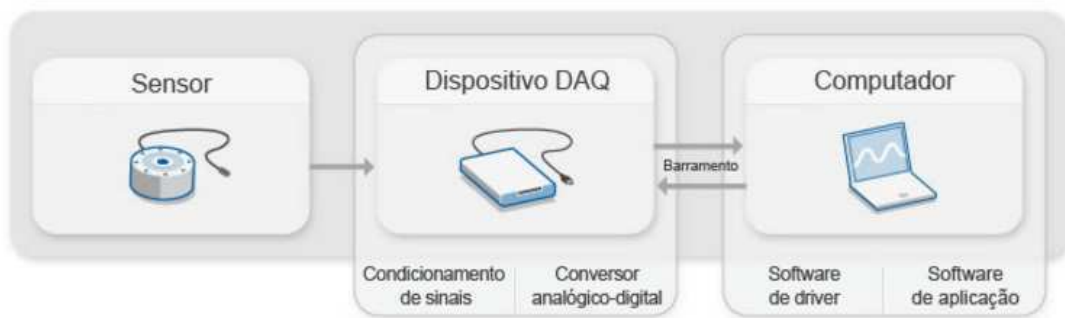 Sensor
Dispositivo DAQ
Computador
Barramento
Condicionamento
de sinais
Conversor
analógico-digital
Software
de driver
Software
de aplicação